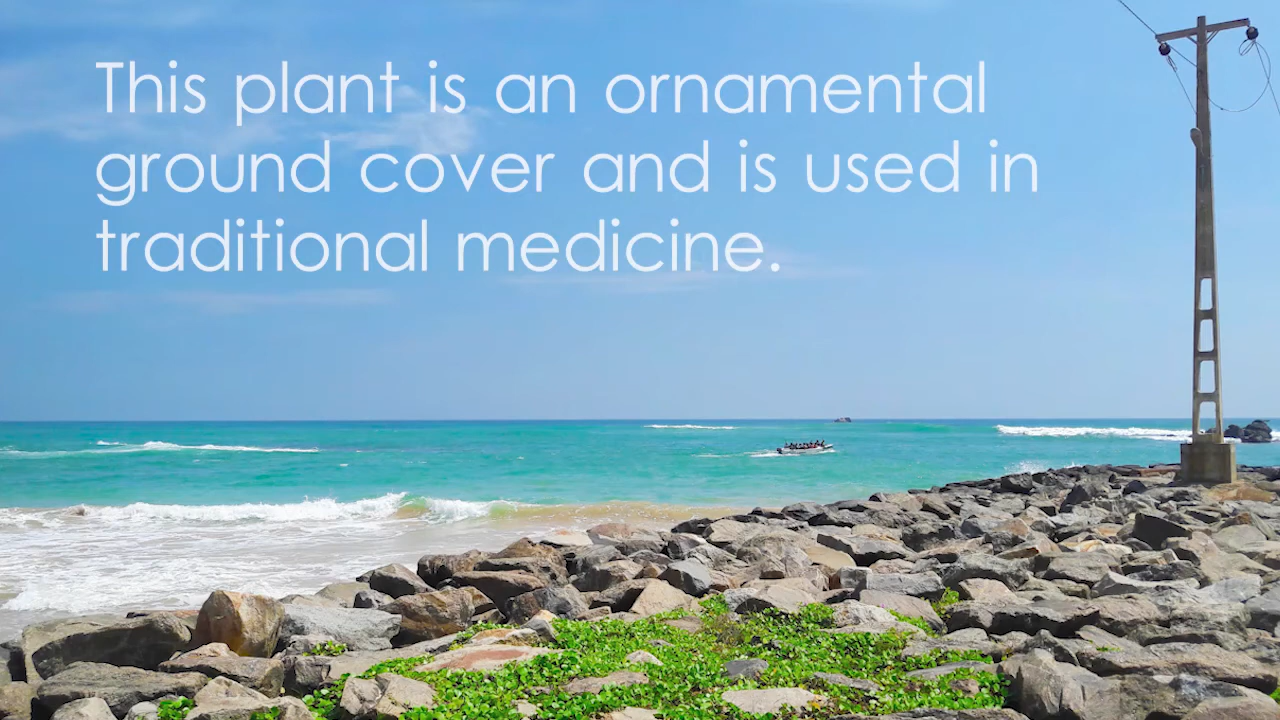 This plant is an ornamental
ground cover and is used in
traditional medicine.